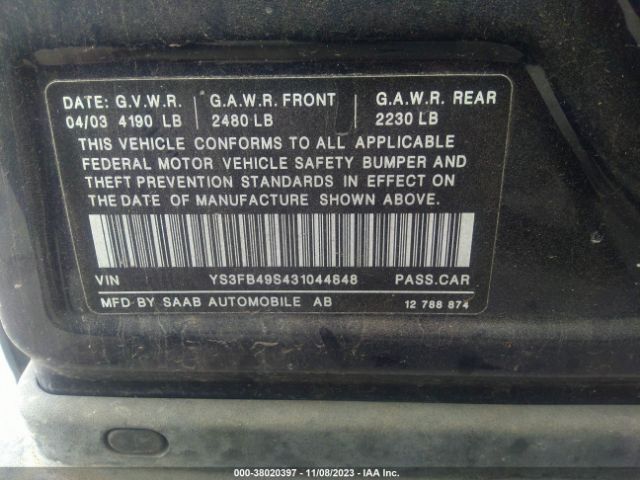 DATE: G.V.W.R. G.A.W.R. FRONT G.A.W.R. REAR
04/03 4190 LB 2480 LB 2230 LB
THIS VEHICLE CONFORMS TO ALL APPLICABLE
FEDERAL MOTOR VEHICLE SAFETY BUMPER AND
THEFT PREVENTION STANDARDS IN EFFECT ON
THE DATE OF MANUFACTURE SHOWN ABOVE.
VIN YS3FB49S431044648 PASS.CAR
MFD BY SAAB AUTOMOBILE AB 12 788 874
000-38020397 - 11/08/2023 - IAA Inc.